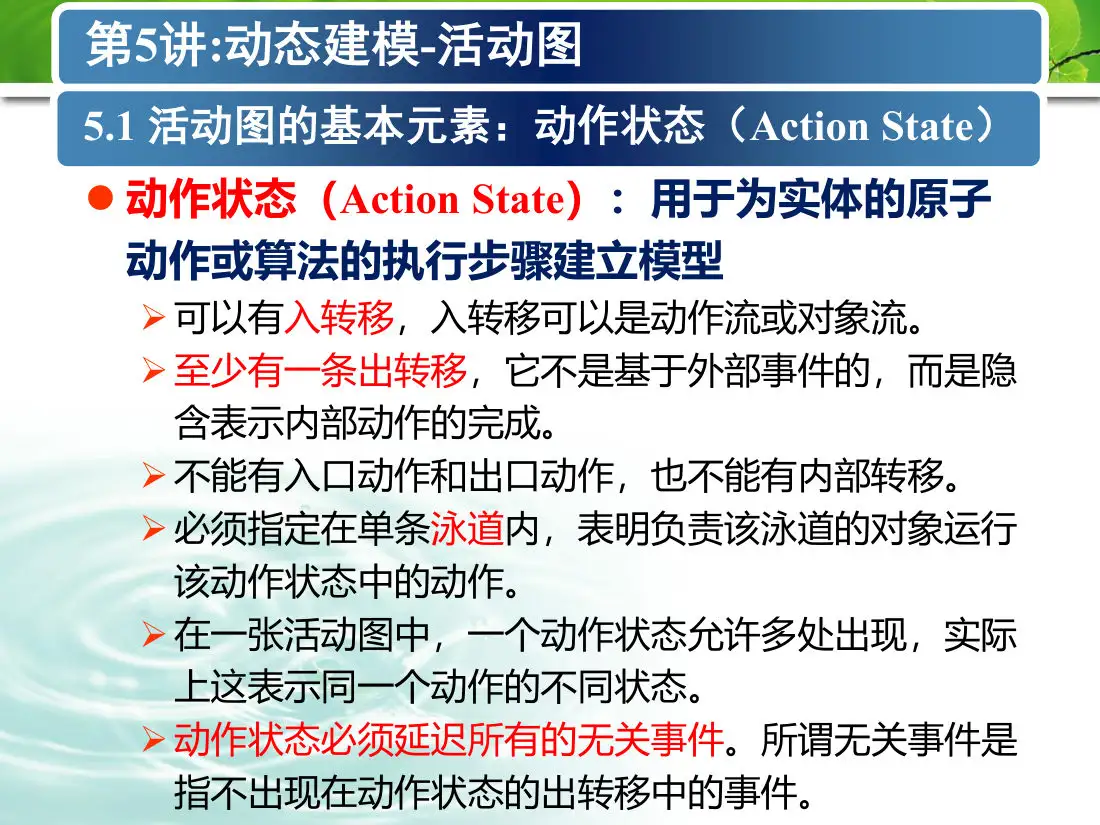 第5讲:动态建模-活动图
5.1 活动图的基本元素：动作状态（Action State）
动作状态（Action State）：用于为实体的原子
动作或算法的执行步骤建立模型
可以有入转移，入转移可以是动作流或对象流。
至少有一条出转移，它不是基于外部事件的，而是隐
含表示内部动作的完成。
不能有入口动作和出口动作，也不能有内部转移。
必须指定在单条泳道内，表明负责该泳道的对象运行
该动作状态中的动作。
在一张活动图中，一个动作状态允许多处出现，实际
上这表示同一个动作的不同状态。
动作状态必须延迟所有的无关事件。所谓无关事件是
指不出现在动作状态的出转移中的事件。